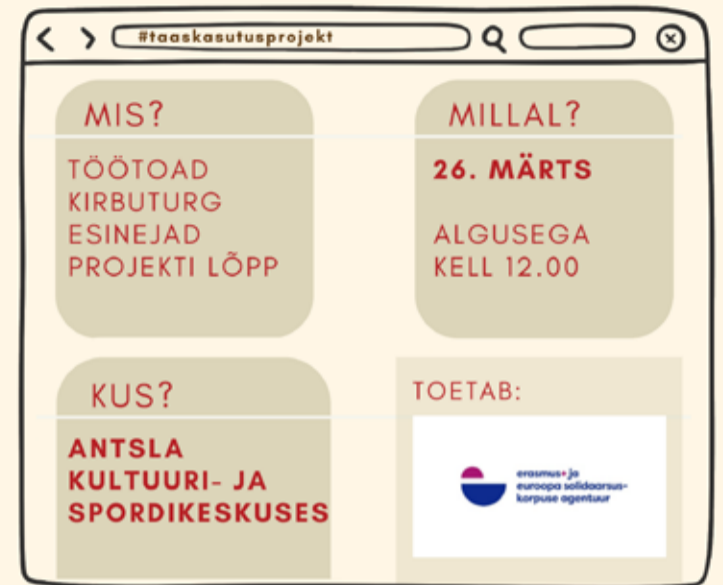 #taaskasutusprojekt
MIS?
TÖÖTOAD
KIRBUTURG
ESINEJAD
PROJEKTI LÕPP
MILLAL?
26. MÄRTS
ALGUSEGA
KELL 12.00
KUS?
ANTSLA
KULTUURI- JA
SPORDIKESKUSES
TOETAB:
erasmus+ ja
euroopa solidaarsus-
korpuse agentuur